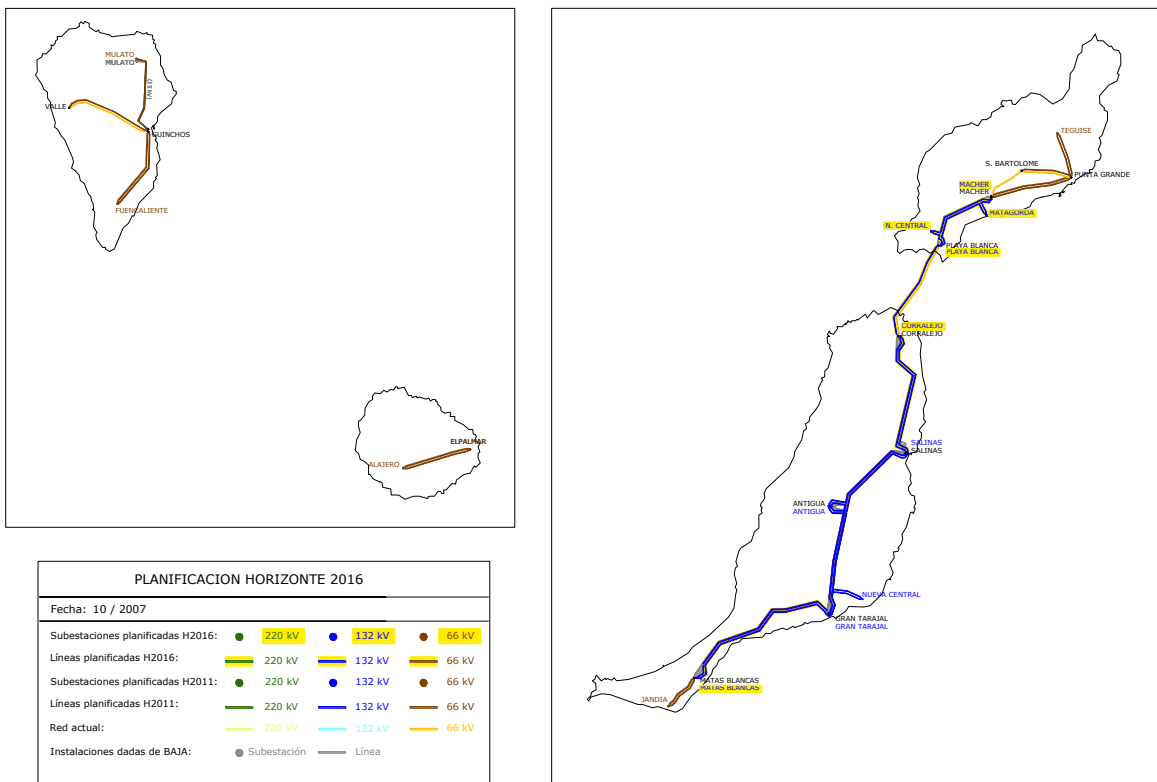 MULATO
MULATO
(15 KV)
VALLE
GUINCHOS
FUENCALIENTE
ELPALMAR
ALAJERO
TEGUISE
S. BARTOLOME
PUNTA GRANDE
MACHER
MACHER
MATAGORDA
N. CENTRAL
PLAYA BLANCA
PLAYA BLANCA
CORRALEJO
CORRALEJO
SALINAS
SALINAS
ANTIGUA
ANTIGUA
NUEVA CENTRAL
GRAN TARAJAL
GRAN TARAJAL
MATAS BLANCAS
MATAS BLANCAS
JANDIA
PLANIFICACION HORIZONTE 2016
Fecha: 10 / 2007
Subestaciones planificadas H2016: 220 kV 132 kV 66 kV
Líneas planificadas H2016: 220 kV 132 kV 66 kV
Subestaciones planificadas H2011: 220 kV 132 kV 66 kV
Líneas planificadas H2011: 220 kV 132 kV 66 kV
Red actual: 220 kV 132 kV 66 kV
Instalaciones dadas de BAJA: Subestación Línea